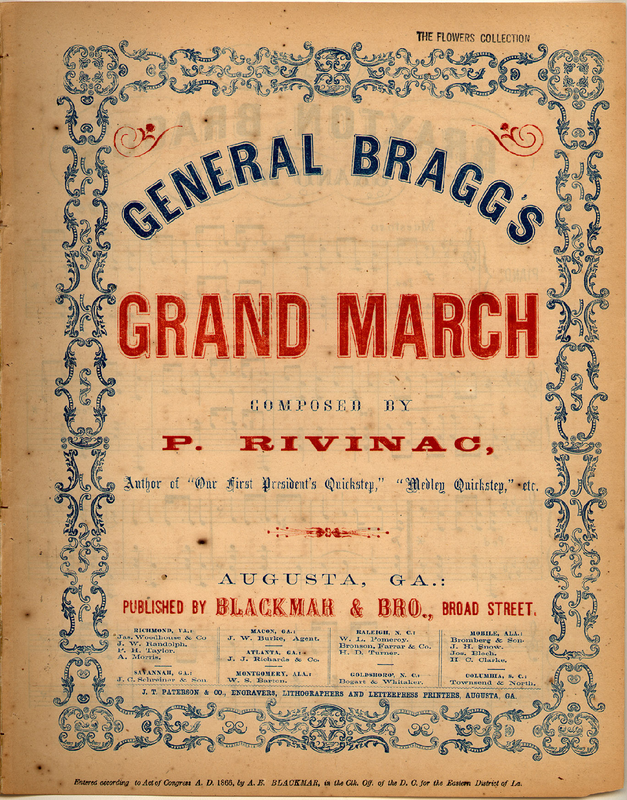 THE FLOWERS COLLECTION
GENERAL BRAGG'S
GRAND MARCH
COMPOSED BY
P. RIVINAC,
Author of "Our First President's Quickstep," "Medley Quickstep," etc.
AUGUSTA, GA.:
PUBLISHED BY BLACKMAR & BRO., BROAD STREET.
RICHMOND, VA.:
Jas. Woodhouse & Co
J. W. Randolph.
P. H. Taylor.
A. Morris.
SAVANNAH, GA.:
J. C. Schreiner & Son
MACON, GA.:
J. W. Burke, Agent.
ATLANTA, GA.:
J. J. Richards & Co.
MONTGOMERY, ALA.:
W. S. Barton.
RALEIGH, N. C.:
W. L. Pomeroy.
Bronson, Farrar & Co.
H. D. Turner.
GOLDSBORO', N. C.:
Bogart & Whitaker.
MOBILE, ALA.:
Bromberg & Son.
J. H. Snow.
Jos. Bloch.
H. C. Clarke.
COLUMBIA, S. C.:
Townsend & North.
J. T. PATERSON & CO., ENGRAVERS, LITHOGRAPHERS AND LETTERPRESS PRINTERS, AUGUSTA, GA.
Entered according to Act of Congress A. D. 1865, by A. E. BLACKMAR, in the Clk. Off. of the D. C. for the Eastern District of La.